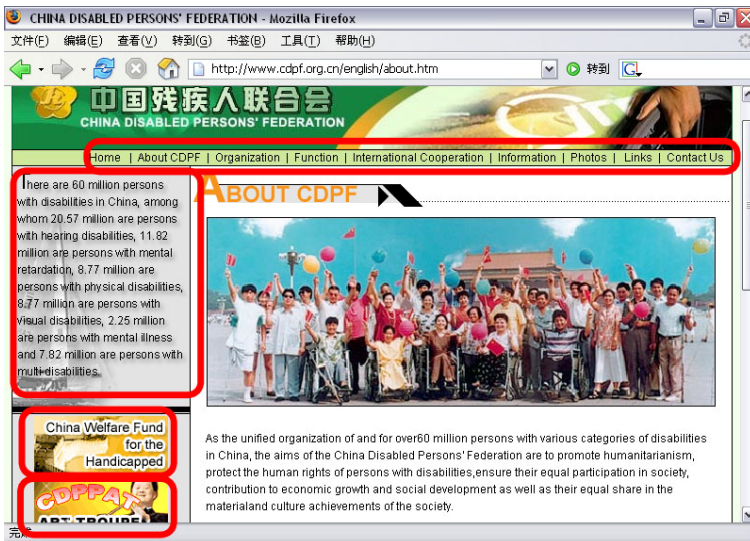 CHINA DISABLED PERSONS' FEDERATION - Mozilla Firefox
文件(F) 编辑(E) 查看(V) 转到(G) 书签(B) 工具(T) 帮助(H)
http://www.cdpf.org.cn/english/about.htm 转到
中国残疾人联合会
CHINA DISABLED PERSONS' FEDERATION
Home | About CDPF | Organization | Function | International Cooperation | Information | Photos | Links | Contact Us
There are 60 million persons
with disabilities in China, among
whom 20.57 million are persons
with hearing disabilities, 11.82
million are persons with mental
retardation, 8.77 million are
persons with physical disabilities,
8.77 million are persons with
visual disabilities, 2.25 million
are persons with mental illness
and 7.82 million are persons with
multi-disabilities.
China Welfare Fund
for the
Handicapped
CDPPAT
ART TROUPE
ABOUT CDPF
As the unified organization of and for over60 million persons with various categories of disabilities
in China, the aims of the China Disabled Persons' Federation are to promote humanitarianism,
protect the human rights of persons with disabilities,ensure their equal participation in society,
contribution to economic growth and social development as well as their equal share in the
materialand culture achievements of the society.
完成